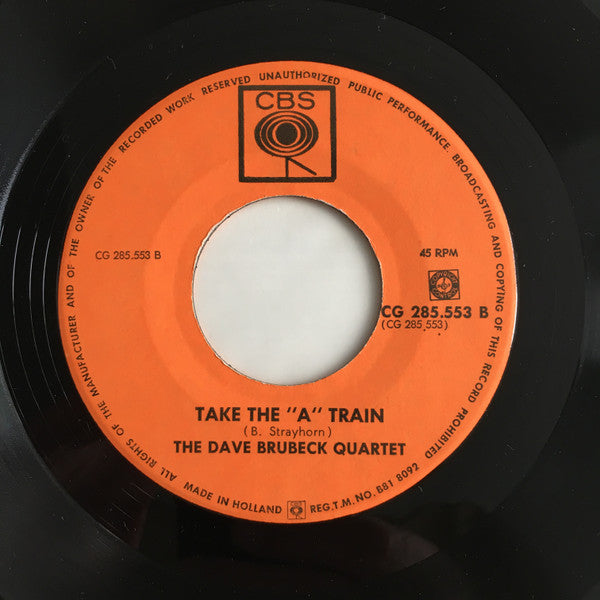 ALL RIGHTS OF THE MANUFACTURER AND OF THE OWNER OF THE RECORDED WORK RESERVED UNAUTHORIZED PUBLIC PERFORMANCE BROADCASTING AND COPYING OF THIS RECORD PROHIBITED
CBS
CG 285.553 B
45 RPM
CG 285.553 B
(CG 285,553)
TAKE THE "A" TRAIN
(B. Strayhorn)
THE DAVE BRUBECK QUARTET
MADE IN HOLLAND
REG.T.M.NO.B81 8092